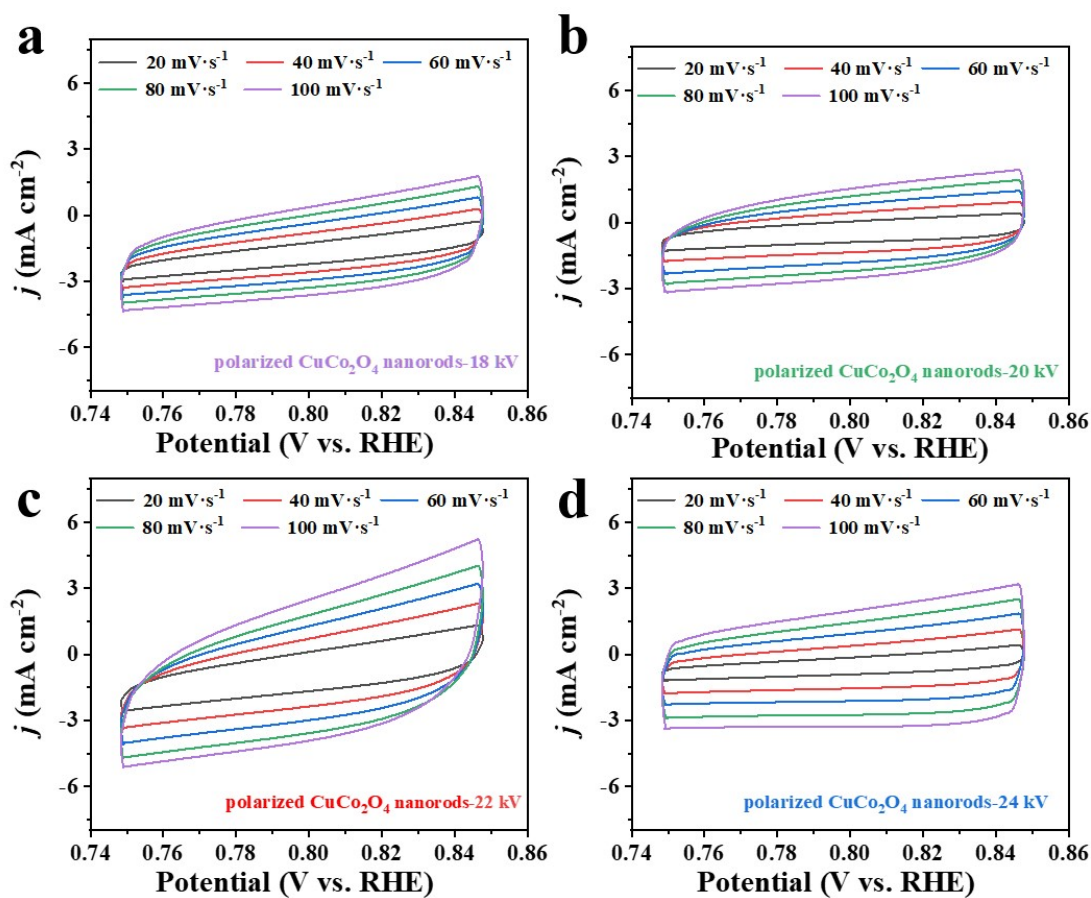 a
20 mV·s⁻¹ 40 mV·s⁻¹ 60 mV·s⁻¹
80 mV·s⁻¹ 100 mV·s⁻¹
j (mA cm⁻²)
6
3
0
-3
-6
polarized CuCo₂O₄ nanorods-18 kV
0.74 0.76 0.78 0.80 0.82 0.84 0.86
Potential (V vs. RHE)
b
20 mV·s⁻¹ 40 mV·s⁻¹ 60 mV·s⁻¹
80 mV·s⁻¹ 100 mV·s⁻¹
j (mA cm⁻²)
6
3
0
-3
-6
polarized CuCo₂O₄ nanorods-20 kV
0.74 0.76 0.78 0.80 0.82 0.84 0.86
Potential (V vs. RHE)
c
20 mV·s⁻¹ 40 mV·s⁻¹ 60 mV·s⁻¹
80 mV·s⁻¹ 100 mV·s⁻¹
j (mA cm⁻²)
6
3
0
-3
-6
polarized CuCo₂O₄ nanorods-22 kV
0.74 0.76 0.78 0.80 0.82 0.84 0.86
Potential (V vs. RHE)
d
20 mV·s⁻¹ 40 mV·s⁻¹ 60 mV·s⁻¹
80 mV·s⁻¹ 100 mV·s⁻¹
j (mA cm⁻²)
6
3
0
-3
-6
polarized CuCo₂O₄ nanorods-24 kV
0.74 0.76 0.78 0.80 0.82 0.84 0.86
Potential (V vs. RHE)